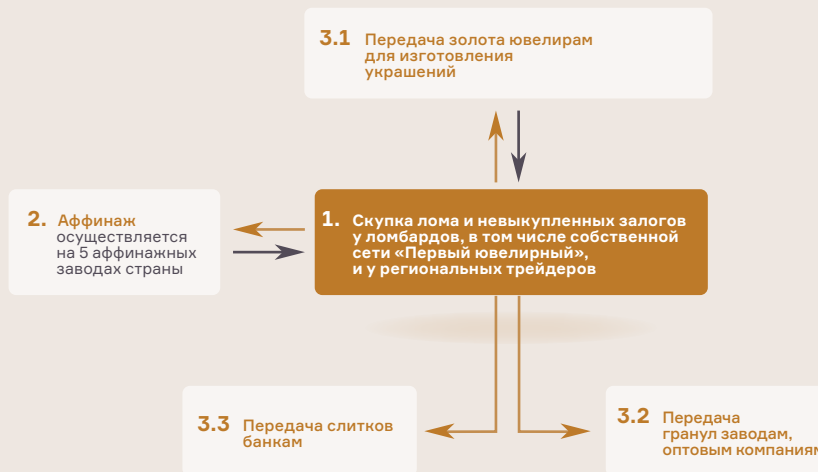 3.1 Передача золота ювелирам
для изготовления
украшений
2. Аффинаж
осуществляется
на 5 аффинажных
заводах страны
1. Скупка лома и невыкупленных залогов
у ломбардов, в том числе собственной
сети «Первый ювелирный»,
и у региональных трейдеров
3.3 Передача слитков
банкам
3.2 Передача
гранул заводам,
оптовым компаниям